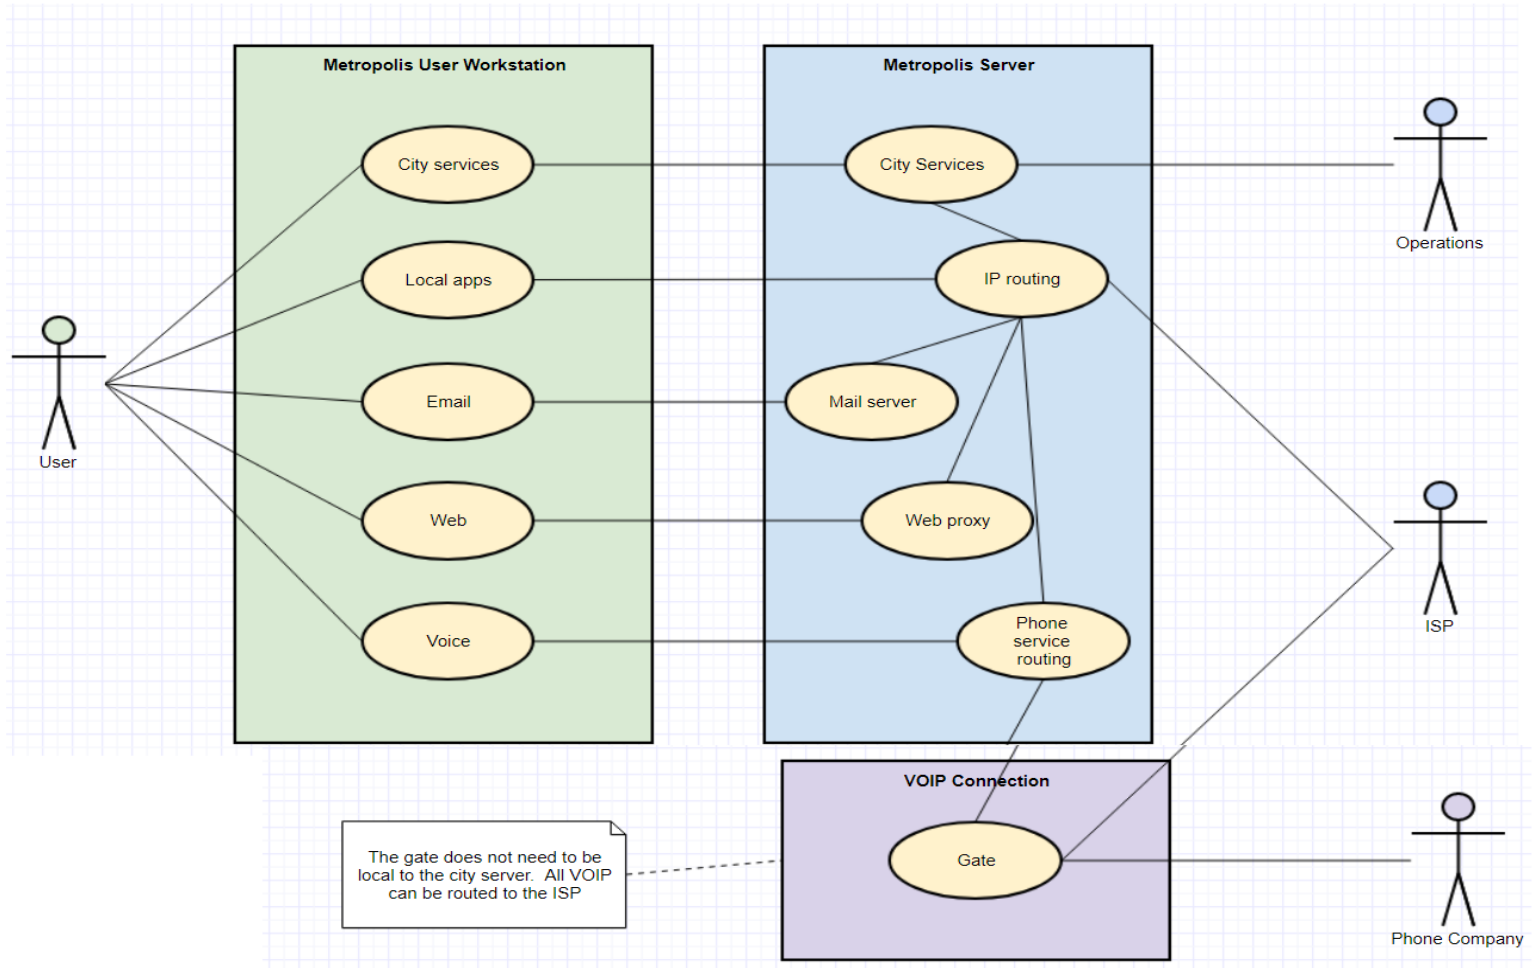 Metropolis User Workstation
Metropolis Server
City services
City Services
Operations
Local apps
IP routing
User
Email
Mail server
Web
Web proxy
ISP
Voice
Phone
service
routing
VOIP Connection
The gate does not need to be
local to the city server. All VOIP
can be routed to the ISP
Gate
Phone Company